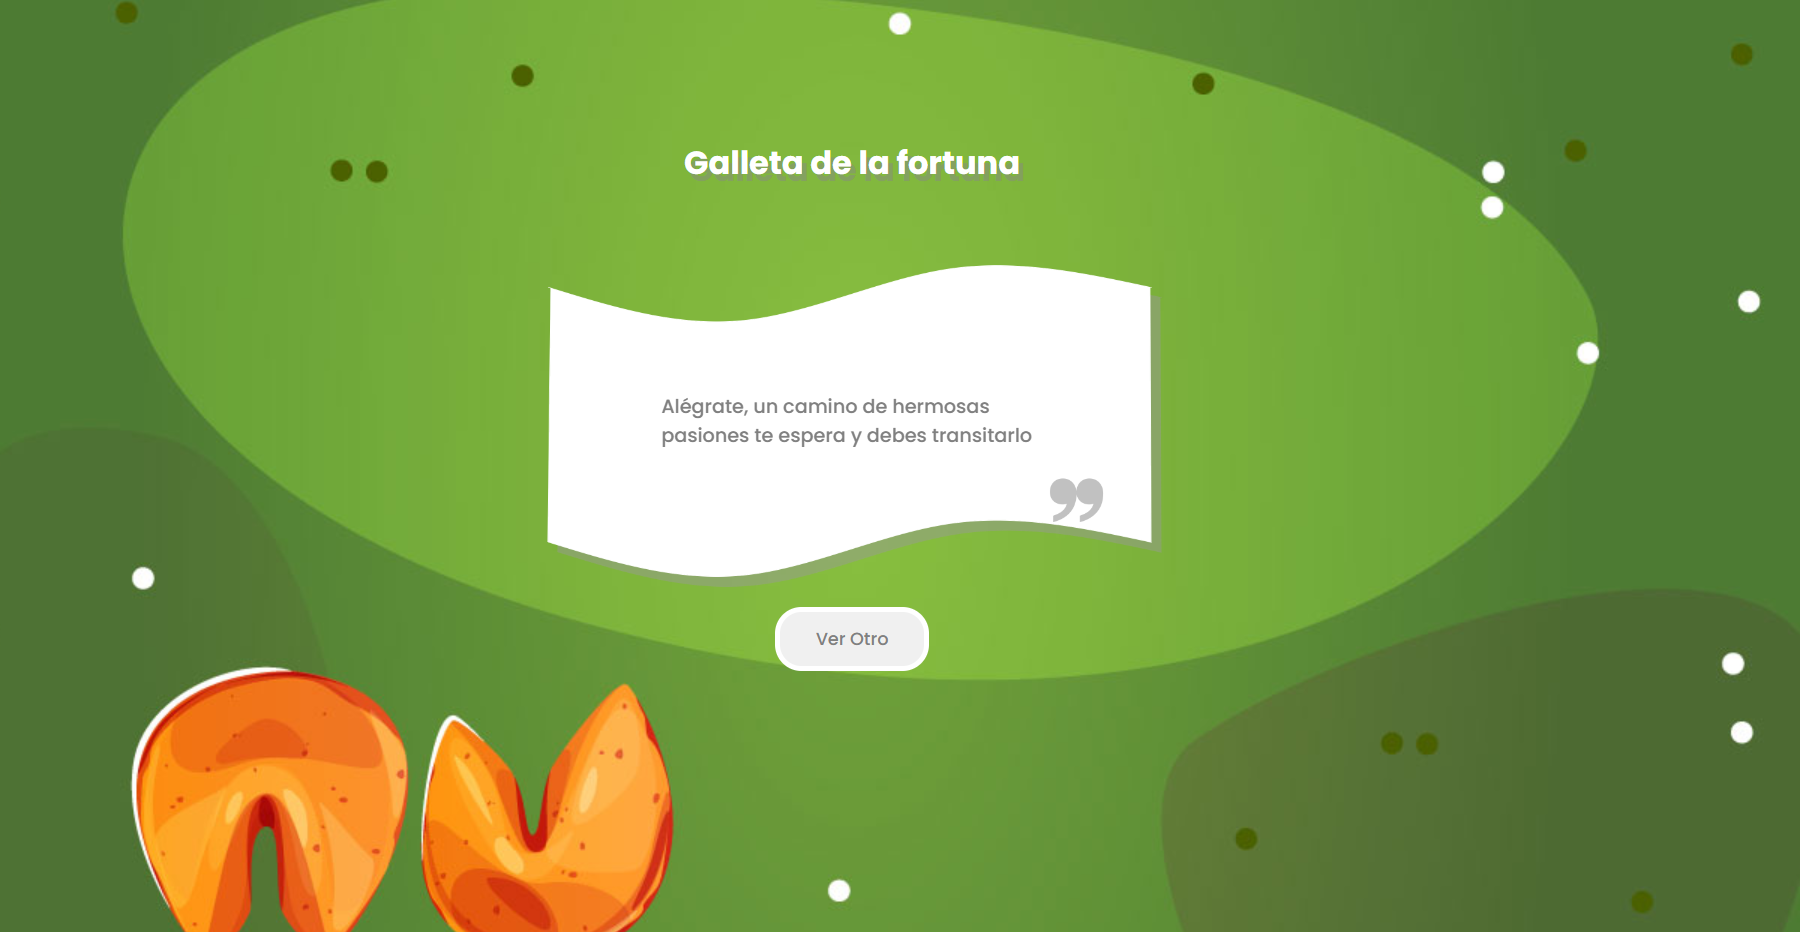 Galleta de la fortuna
Alégrate, un camino de hermosas
pasiones te espera y debes transitarlo
”
Ver Otro